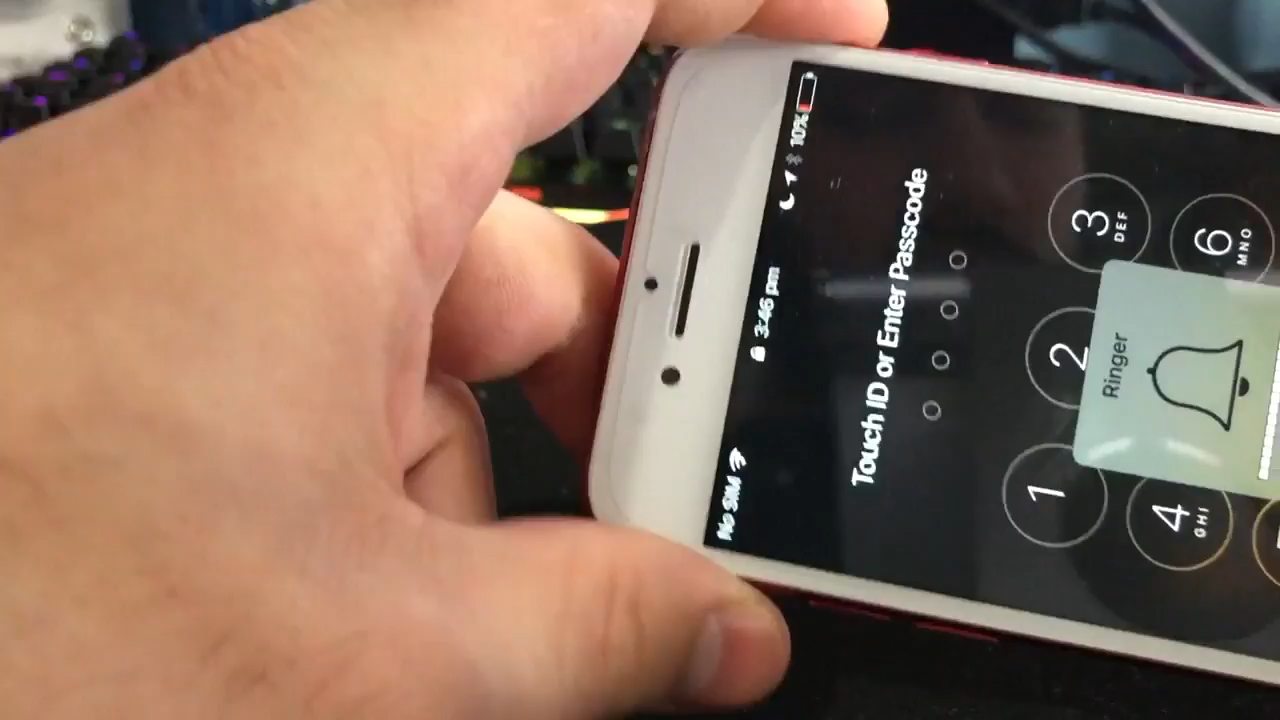 No SIM 3:46 pm 10%
Touch ID or Enter Passcode
1
2
3
DEF
4
GHI
6
MNO
Ringer